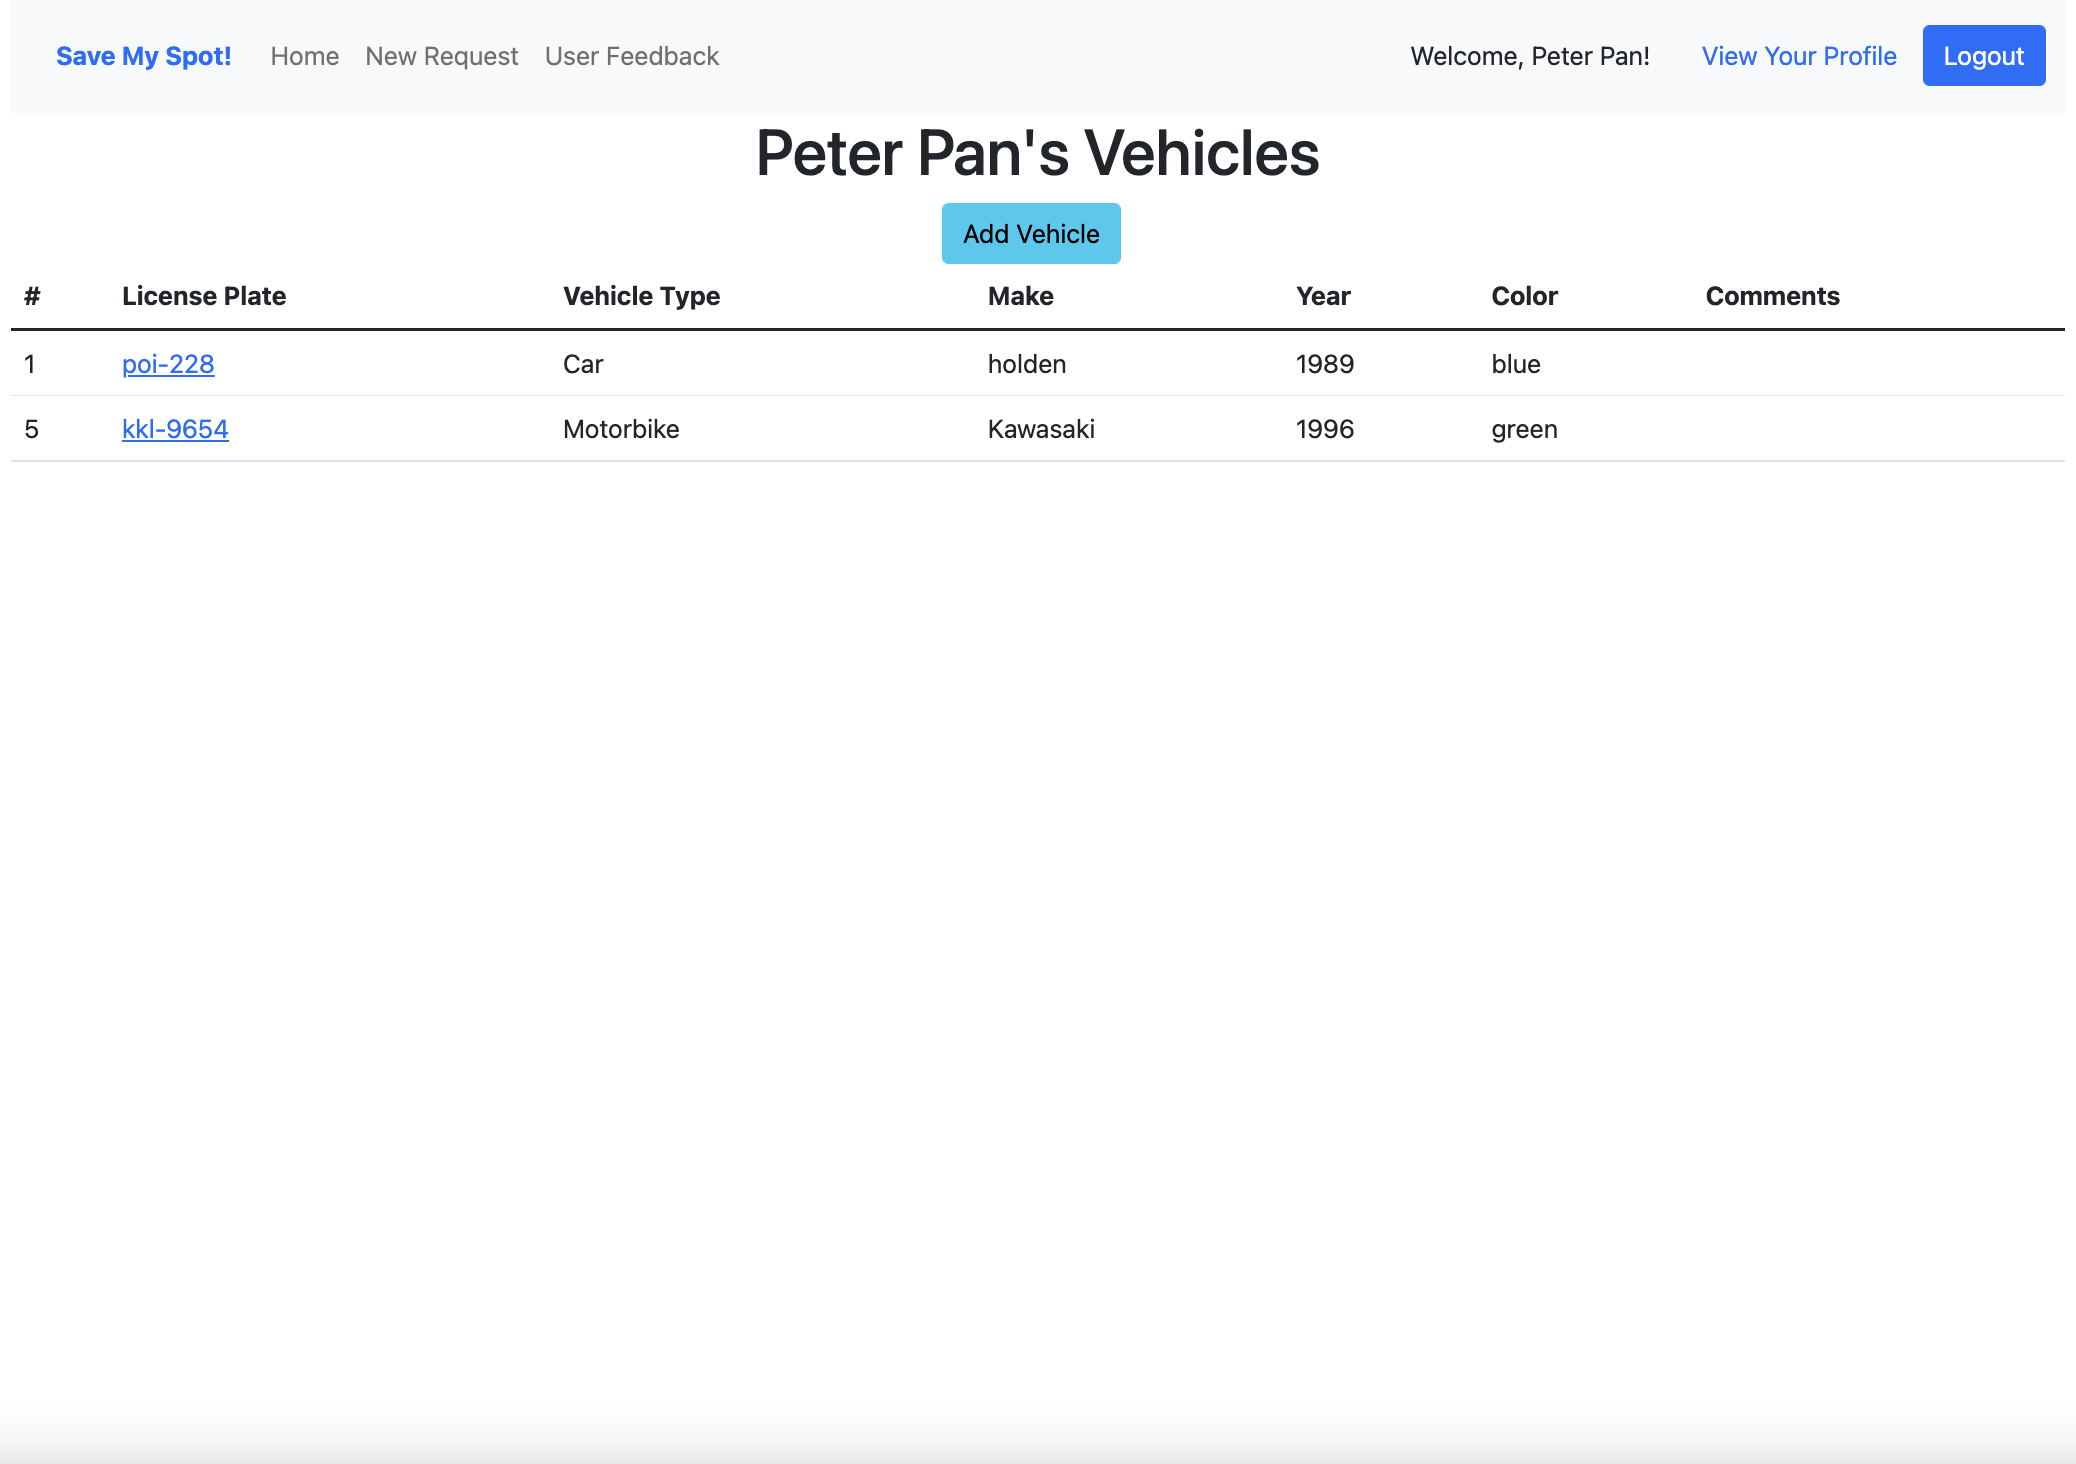 Save My Spot! Home New Request User Feedback Welcome, Peter Pan! View Your Profile Logout
Peter Pan's Vehicles
Add Vehicle
# License Plate Vehicle Type Make Year Color Comments
1 poi-228 Car holden 1989 blue
5 kkl-9654 Motorbike Kawasaki 1996 green